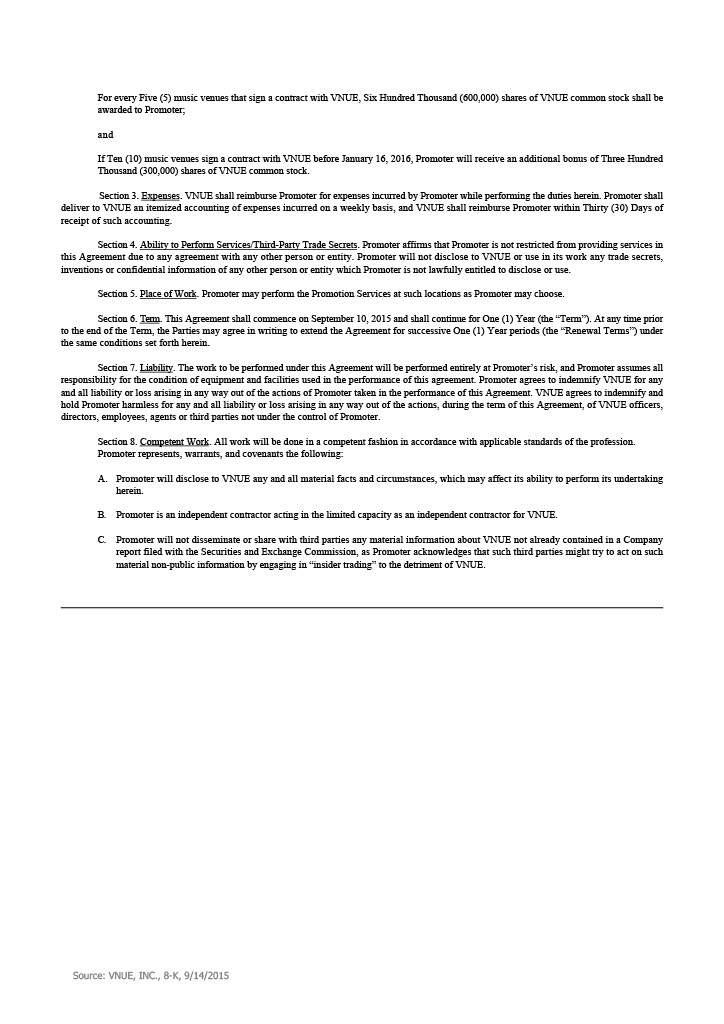 For every Five (5) music venues that sign a contract with VNUE, Six Hundred Thousand (600,000) shares of VNUE common stock shall be
awarded to Promoter;
and
If Ten (10) music venues sign a contract with VNUE before January 16, 2016, Promoter will receive an additional bonus of Three Hundred
Thousand (300,000) shares of VNUE common stock.
Section 3. Expenses. VNUE shall reimburse Promoter for expenses incurred by Promoter while performing the duties herein. Promoter shall
deliver to VNUE an itemized accounting of expenses incurred on a weekly basis, and VNUE shall reimburse Promoter within Thirty (30) Days of
receipt of such accounting.
Section 4. Ability to Perform Services/Third-Party Trade Secrets. Promoter affirms that Promoter is not restricted from providing services in
this Agreement due to any agreement with any other person or entity. Promoter will not disclose to VNUE or use in its work any trade secrets,
inventions or confidential information of any other person or entity which Promoter is not lawfully entitled to disclose or use.
Section 5. Place of Work. Promoter may perform the Promotion Services at such locations as Promoter may choose.
Section 6. Term. This Agreement shall commence on September 10, 2015 and shall continue for One (1) Year (the “Term”). At any time prior
to the end of the Term, the Parties may agree in writing to extend the Agreement for successive One (1) Year periods (the “Renewal Terms”) under
the same conditions set forth herein.
Section 7. Liability. The work to be performed under this Agreement will be performed entirely at Promoter’s risk, and Promoter assumes all
responsibility for the condition of equipment and facilities used in the performance of this agreement. Promoter agrees to indemnify VNUE for any
and all liability or loss arising in any way out of the actions of Promoter taken in the performance of this Agreement. VNUE agrees to indemnify and
hold Promoter harmless for any and all liability or loss arising in any way out of the actions, during the term of this Agreement, of VNUE officers,
directors, employees, agents or third parties not under the control of Promoter.
Section 8. Competent Work. All work will be done in a competent fashion in accordance with applicable standards of the profession.
Promoter represents, warrants, and covenants the following:
A. Promoter will disclose to VNUE any and all material facts and circumstances, which may affect its ability to perform its undertaking
herein.
B. Promoter is an independent contractor acting in the limited capacity as an independent contractor for VNUE.
C. Promoter will not disseminate or share with third parties any material information about VNUE not already contained in a Company
report filed with the Securities and Exchange Commission, as Promoter acknowledges that such third parties might try to act on such
material non-public information by engaging in “insider trading” to the detriment of VNUE.
Source: VNUE, INC., 8-K, 9/14/2015